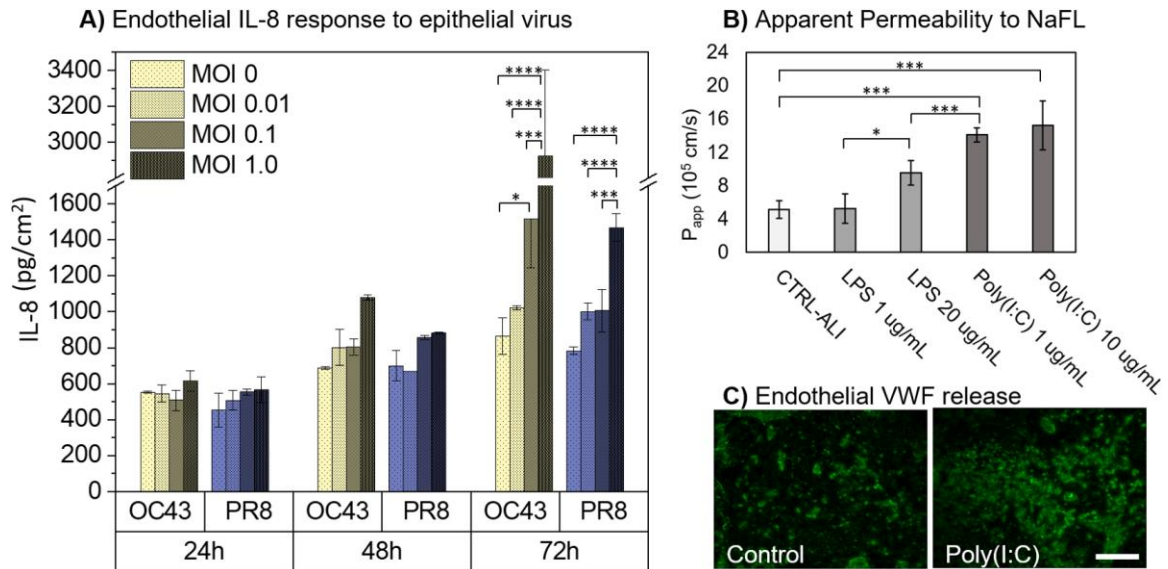 A) Endothelial IL-8 response to epithelial virus
IL-8 (pg/cm²)
3400
3200
3000
2800
1600
1400
1200
1000
800
600
400
200
0
MOI 0
MOI 0.01
MOI 0.1
MOI 1.0
****
****
***
*
****
****
***
OC43 PR8 OC43 PR8 OC43 PR8
24h 48h 72h
B) Apparent Permeability to NaFL
Papp (10⁵ cm/s)
24
20
16
12
8
4
0
***
***
***
*
CTRL-ALI
LPS 1 ug/mL
LPS 20 ug/mL
Poly(I:C) 1 ug/mL
Poly(I:C) 10 ug/mL
C) Endothelial VWF release
Control
Poly(I:C)